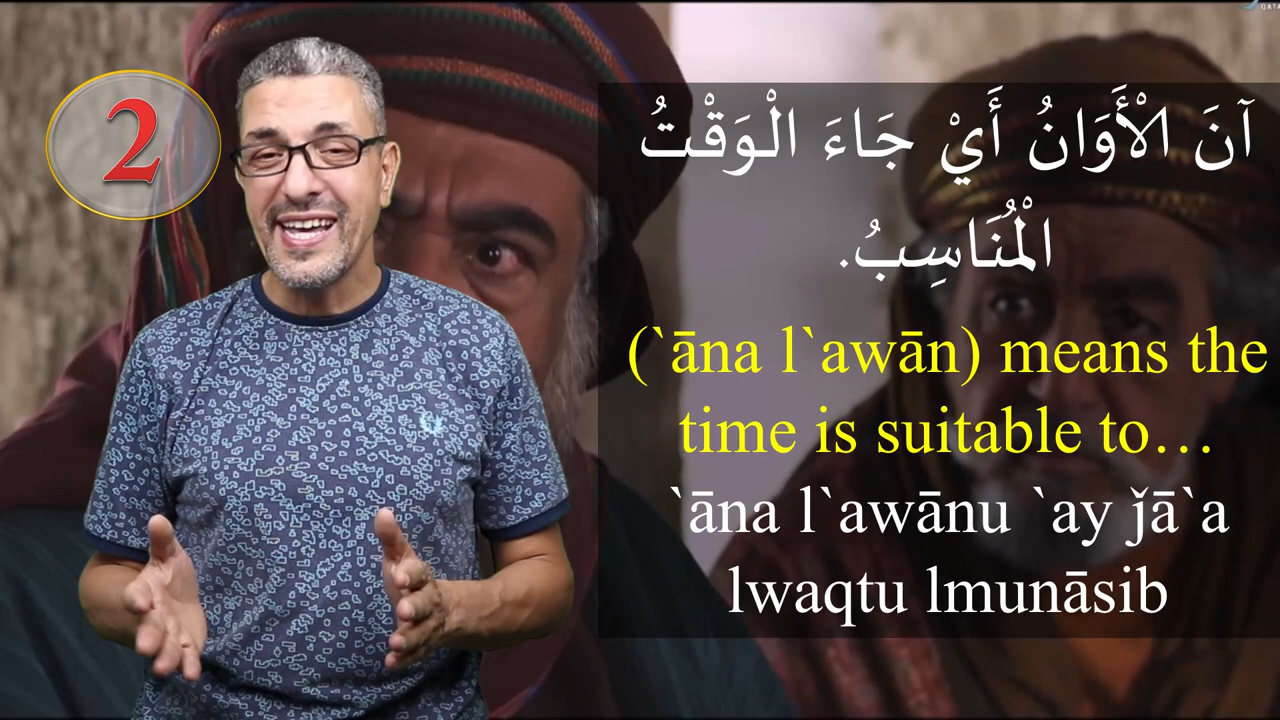 2
آنَ الْأَوَانُ أَيْ جَاءَ الْوَقْتُ
الْمُنَاسِبُ.
(`āna l`awān) means the
time is suitable to…
`āna l`awānu `ay ǰā`a
lwaqtu lmunāsib